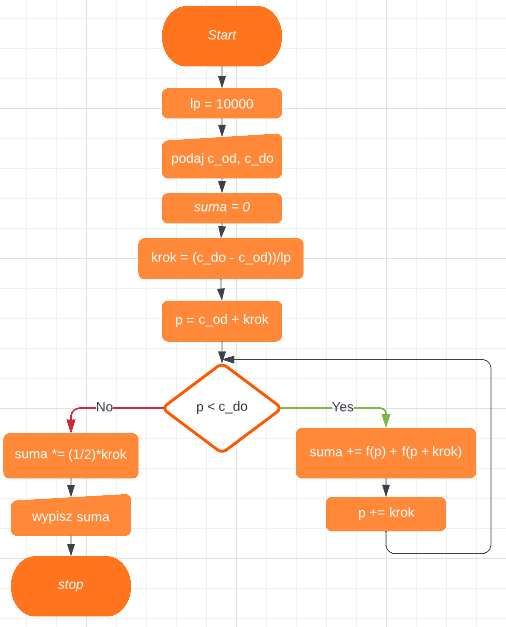 Start
lp = 10000
podaj c_od, c_do
suma = 0
krok = (c_do - c_od))/lp
p = c_od + krok
p < c_do
No
Yes
suma *= (1/2)*krok
suma += f(p) + f(p + krok)
wypisz suma
p += krok
stop